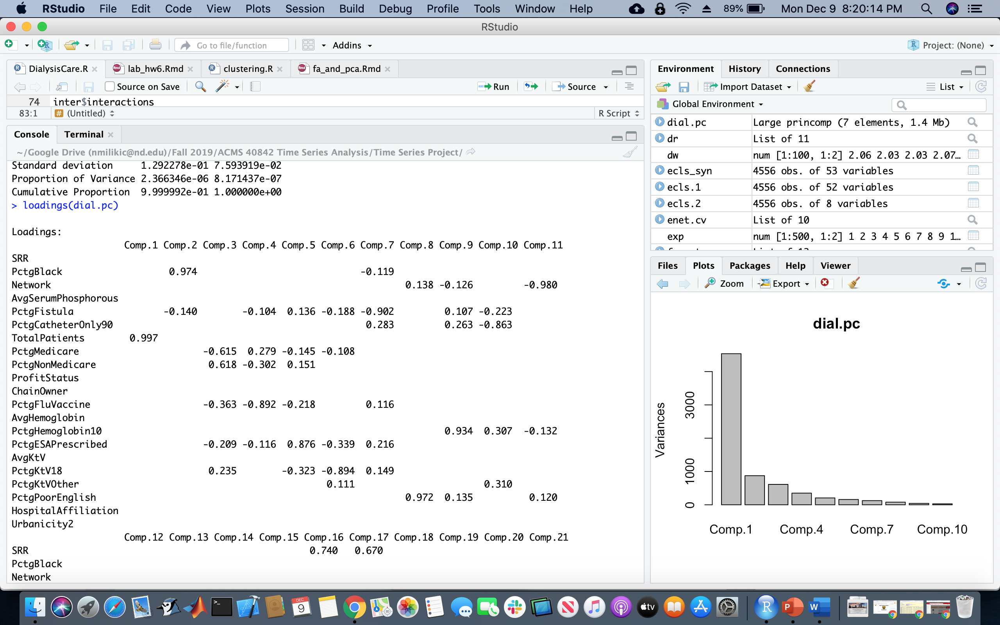 RStudio File Edit Code View Plots Session Build Debug Profile Tools Window Help 89% Mon Dec 9 8:20:14 PM
RStudio
Go to file/function Addins Project: (None)
DialysisCare.R lab_hw6.Rmd clustering.R fa_and_pca.Rmd
Source on Save Run Source
74 inter$interactions
83:1 (Untitled) R Script
Console Terminal
~/Google Drive (nmilikic@nd.edu)/Fall 2019/ACMS 40842 Time Series Analysis/Time Series Project/
Standard deviation 1.292278e-01 7.593919e-02
Proportion of Variance 2.366346e-06 8.171437e-07
Cumulative Proportion 9.999992e-01 1.000000e+00
> loadings(dial.pc)
Loadings:
Comp.1 Comp.2 Comp.3 Comp.4 Comp.5 Comp.6 Comp.7 Comp.8 Comp.9 Comp.10 Comp.11
SRR
PctgBlack 0.974 -0.119
Network 0.138 -0.126 -0.980
AvgSerumPhosphorous
PctgFistula -0.140 -0.104 0.136 -0.188 -0.902 0.107 -0.223
PctgCatheterOnly90 0.283 0.263 -0.863
TotalPatients 0.997
PctgMedicare -0.615 0.279 -0.145 -0.108
PctgNonMedicare 0.618 -0.302 0.151
ProfitStatus
ChainOwner
PctgFluVaccine -0.363 -0.892 -0.218 0.116
AvgHemoglobin
PctgHemoglobin10 0.934 0.307 -0.132
PctgESAPrescribed -0.209 -0.116 0.876 -0.339 0.216
AvgKtV
PctgKtV18 0.235 -0.323 -0.894 0.149
PctgKtVOther 0.111 0.310
PctgPoorEnglish 0.972 0.135 0.120
HospitalAffiliation
Urbanicity2
Comp.12 Comp.13 Comp.14 Comp.15 Comp.16 Comp.17 Comp.18 Comp.19 Comp.20 Comp.21
SRR 0.740 0.670
PctgBlack
Network
Environment History Connections
Import Dataset List
Global Environment
dial.pc Large princomp (7 elements, 1.4 Mb)
dr List of 11
dw num [1:100, 1:2] 2.06 2.03 2.03 2.07…
ecls_syn 4556 obs. of 53 variables
ecls.1 4556 obs. of 52 variables
ecls.2 4556 obs. of 8 variables
enet.cv List of 10
exp num [1:500, 1:2] 1 2 3 4 5 6 7 8 9 1…
Files Plots Packages Help Viewer
Zoom Export
dial.pc
Variances
3000
1000
0
Comp.1 Comp.4 Comp.7 Comp.10
DEC
9
3D
tv
R P W